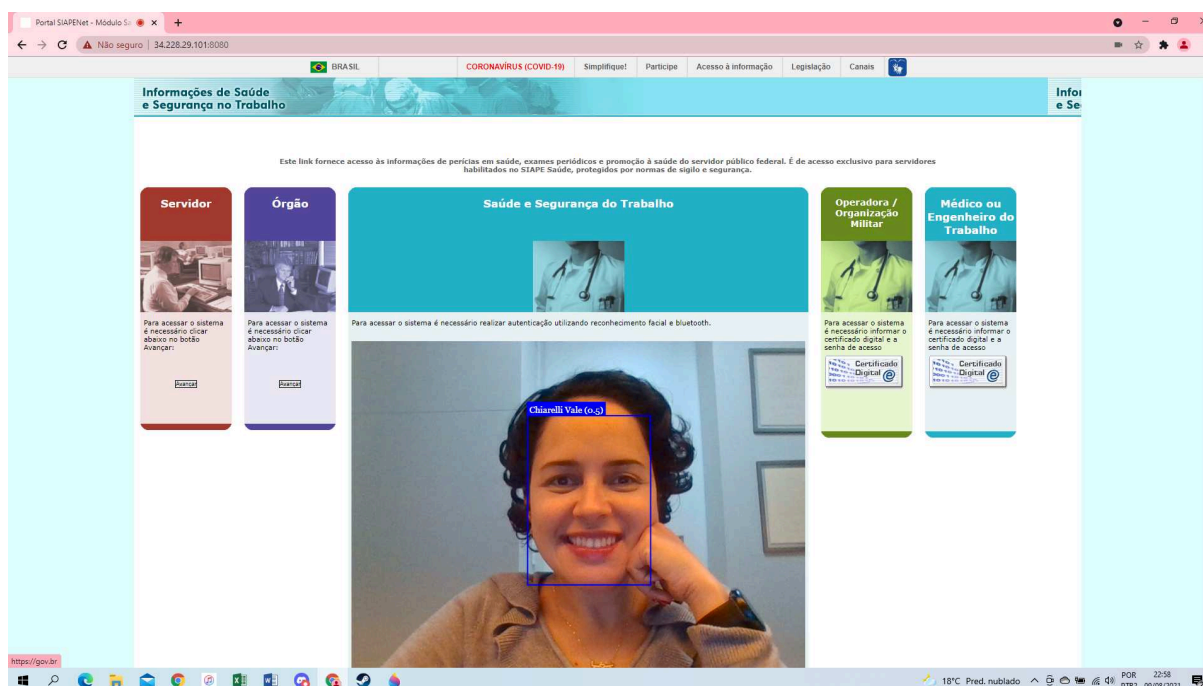 Portal SIAPENet - Módulo Sa
Não seguro | 34.228.29.101:8080
BRASIL
CORONAVÍRUS (COVID-19)
Simplifique!
Participe
Acesso à informação
Legislação
Canais
Informações de Saúde
e Segurança no Trabalho
Infor
e Se
Este link fornece acesso às informações de perícias em saúde, exames periódicos e promoção á saúde do servidor público federal. É de acesso exclusivo para servidores
habilitados no SIAPE Saúde, protegidos por normas de sigilo e segurança.
Servidor
Para acessar o sistema
é necessário clicar
abaixo no botão
Avançar:
Avançar
Órgão
Para acessar o sistema
é necessário clicar
abaixo no botão
Avançar:
Avançar
Saúde e Segurança do Trabalho
Para acessar o sistema é necessário realizar autenticação utilizando reconhecimento facial e bluetooth.
Chiarelli Vale (0.5)
Operadora /
Organização
Militar
Para acessar o sistema
é necessário informar o
certificado digital e a
senha de acesso
Certificado
Digital e
Médico ou
Engenheiro do
Trabalho
Para acessar o sistema
é necessário informar o
certificado digital e a
senha de acesso
Certificado
Digital e
https://gov.br
18°C Pred. nublado
POR
PTB2
22:58
09/08/2021